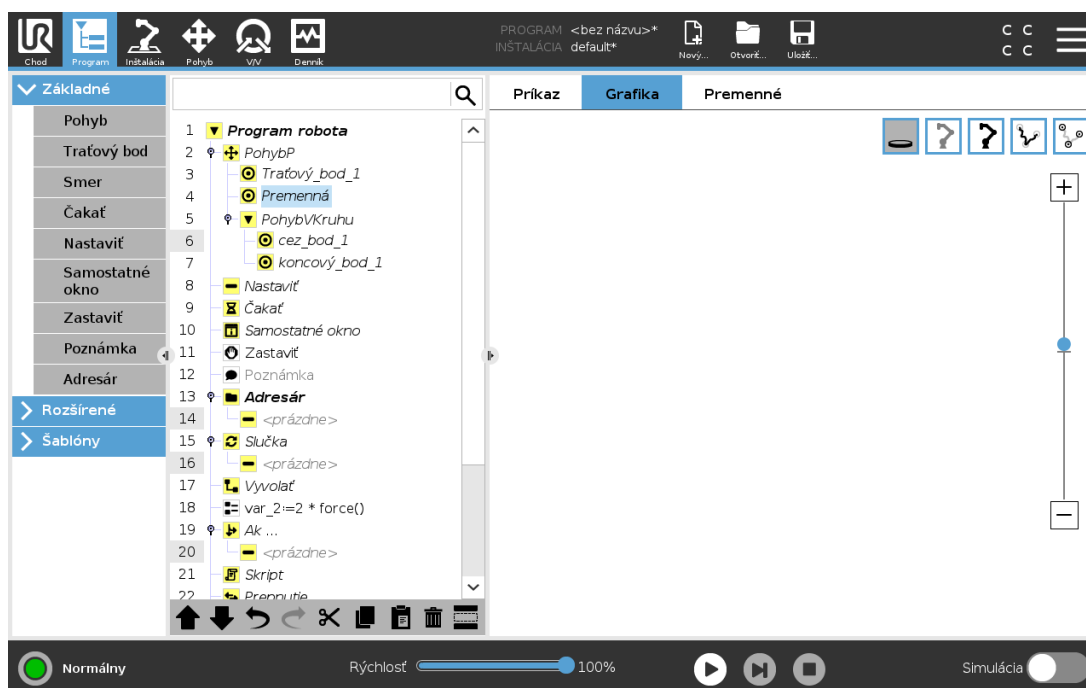 PROGRAM <bez názvu>*
INŠTALÁCIA default*
C C
C C
Chod
Program
Inštalácia
Pohyb
V/V
Denník
Nový...
Otvoriť...
Uložiť...
Základné
Pohyb
Traťový bod
Smer
Čakať
Nastaviť
Samostatné
okno
Zastaviť
Poznámka
Adresár
Rozšírené
Šablóny
1 Program robota
2 PohybP
3 Traťový_bod_1
4 Premenná
5 PohybVKruhu
6 cez_bod_1
7 koncový_bod_1
8 Nastaviť
9 Čakať
10 Samostatné okno
11 Zastaviť
12 Poznámka
13 Adresár
14 <prázdne>
15 Slučka
16 <prázdne>
17 Vyvolať
18 var_2:=2 * force()
19 Ak ...
20 <prázdne>
21 Skript
22 Prepnutie
Príkaz
Grafika
Premenné
Normálny
Rýchlosť
100%
Simulácia